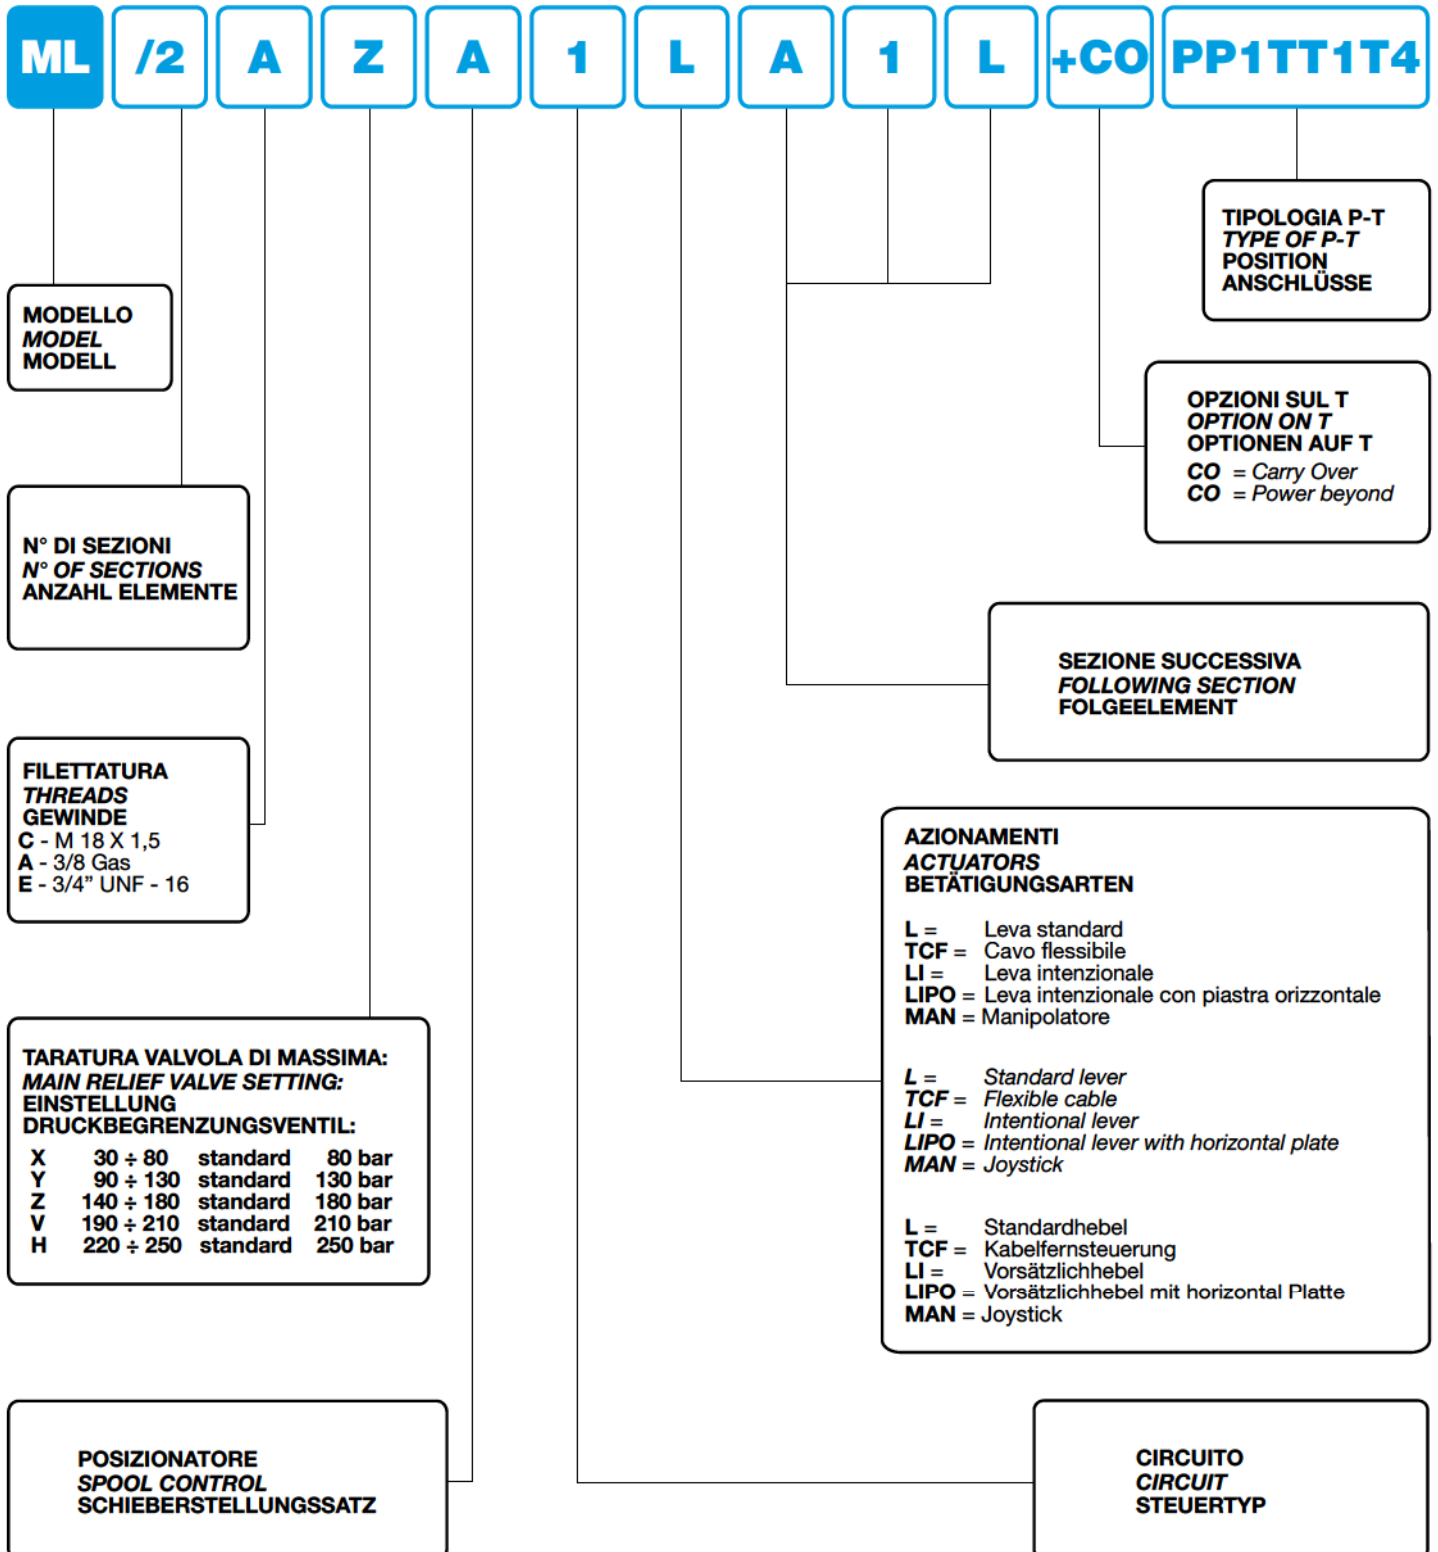 ML /2 A Z A 1 L A 1 L +CO PP1TT1T4
TIPOLOGIA P-T
TYPE OF P-T
POSITION
ANSCHLÜSSE
MODELLO
MODEL
MODELL
OPZIONI SUL T
OPTION ON T
OPTIONEN AUF T
CO = Carry Over
CO = Power beyond
N° DI SEZIONI
N° OF SECTIONS
ANZAHL ELEMENTE
SEZIONE SUCCESSIVA
FOLLOWING SECTION
FOLGEELEMENT
FILETTATURA
THREADS
GEWINDE
C - M 18 X 1,5
A - 3/8 Gas
E - 3/4” UNF - 16
AZIONAMENTI
ACTUATORS
BETÄTIGUNGSARTEN
L = Leva standard
TCF = Cavo flessibile
LI = Leva intenzionale
LIPO = Leva intenzionale con piastra orizzontale
MAN = Manipolatore
L = Standard lever
TCF = Flexible cable
LI = Intentional lever
LIPO = Intentional lever with horizontal plate
MAN = Joystick
L = Standardhebel
TCF = Kabelfernsteuerung
LI = Vorsätzlichhebel
LIPO = Vorsätzlichhebel mit horizontal Platte
MAN = Joystick
TARATURA VALVOLA DI MASSIMA:
MAIN RELIEF VALVE SETTING:
EINSTELLUNG
DRUCKBEGRENZUNGSVENTIL:
X 30 ÷ 80 standard 80 bar
Y 90 ÷ 130 standard 130 bar
Z 140 ÷ 180 standard 180 bar
V 190 ÷ 210 standard 210 bar
H 220 ÷ 250 standard 250 bar
POSIZIONATORE
SPOOL CONTROL
SCHIEBERSTELLUNGSSATZ
CIRCUITO
CIRCUIT
STEUERTYP